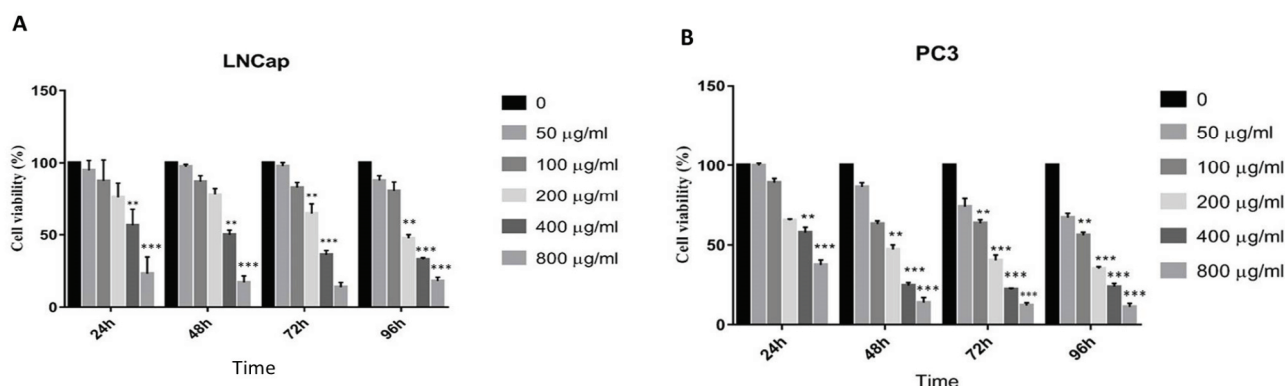 A
LNCap
150
100
50
0
Cell viability (%)
** *** ** *** ** *** ** *** ***
24h 48h 72h 96h
Time
0
50 μg/ml
100 μg/ml
200 μg/ml
400 μg/ml
800 μg/ml
B
PC3
150
100
50
0
Cell viability (%)
** *** ** *** *** ** *** *** *** ** *** *** ***
24h 48h 72h 96h
Time
0
50 μg/ml
100 μg/ml
200 μg/ml
400 μg/ml
800 μg/ml